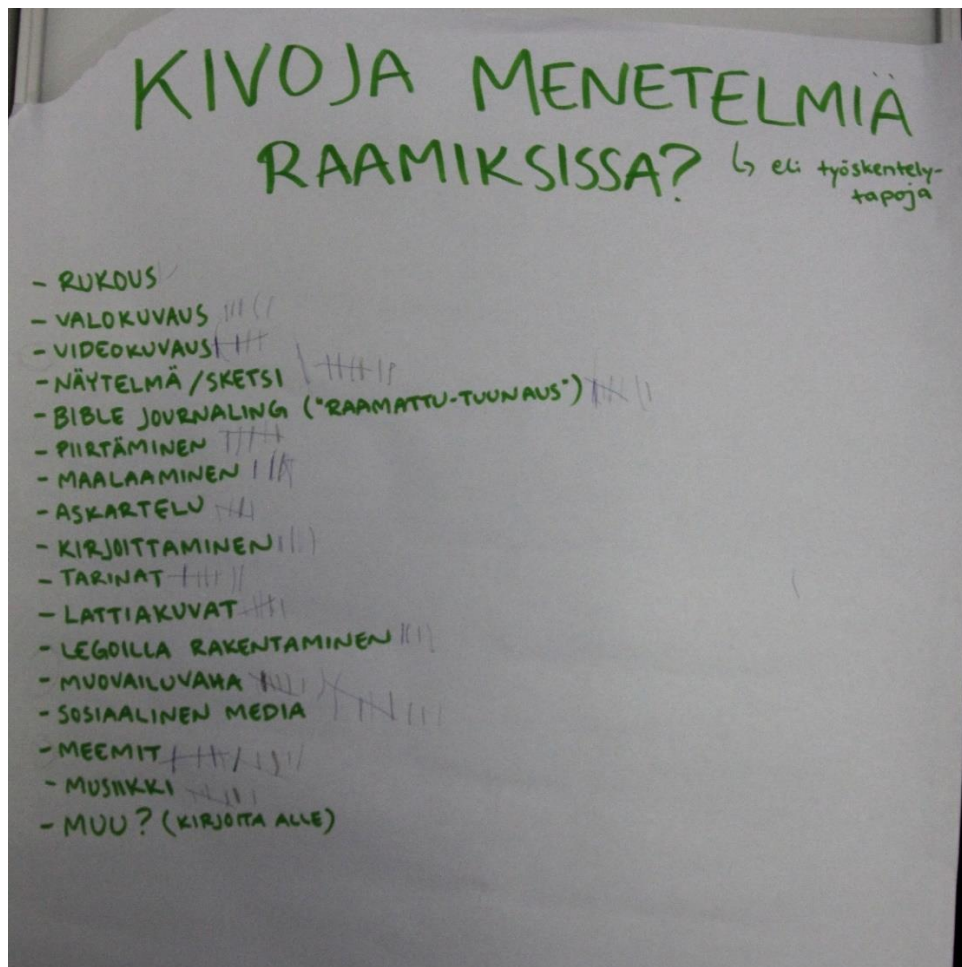 KIVOJA MENETELMIÄ
RAAMIKSISSA? ↳ eli työskentely-
tapoja
- RUKOUS
- VALOKUVAUS
- VIDEOKUVAUS
- NÄYTELMÄ/SKETSI
- BIBLE JOURNALING ("RAAMATTU-TUUNAUS")
- PIIRTÄMINEN
- MAALAAMINEN
- ASKARTELU
- KIRJOITTAMINEN
- TARINAT
- LATTIAKUVAT
- LEGOILLA RAKENTAMINEN
- MUOVAILUVAHA
- SOSIAALINEN MEDIA
- MEEMIT
- MUSIIKKI
- MUU? (KIRJOITA ALLE)